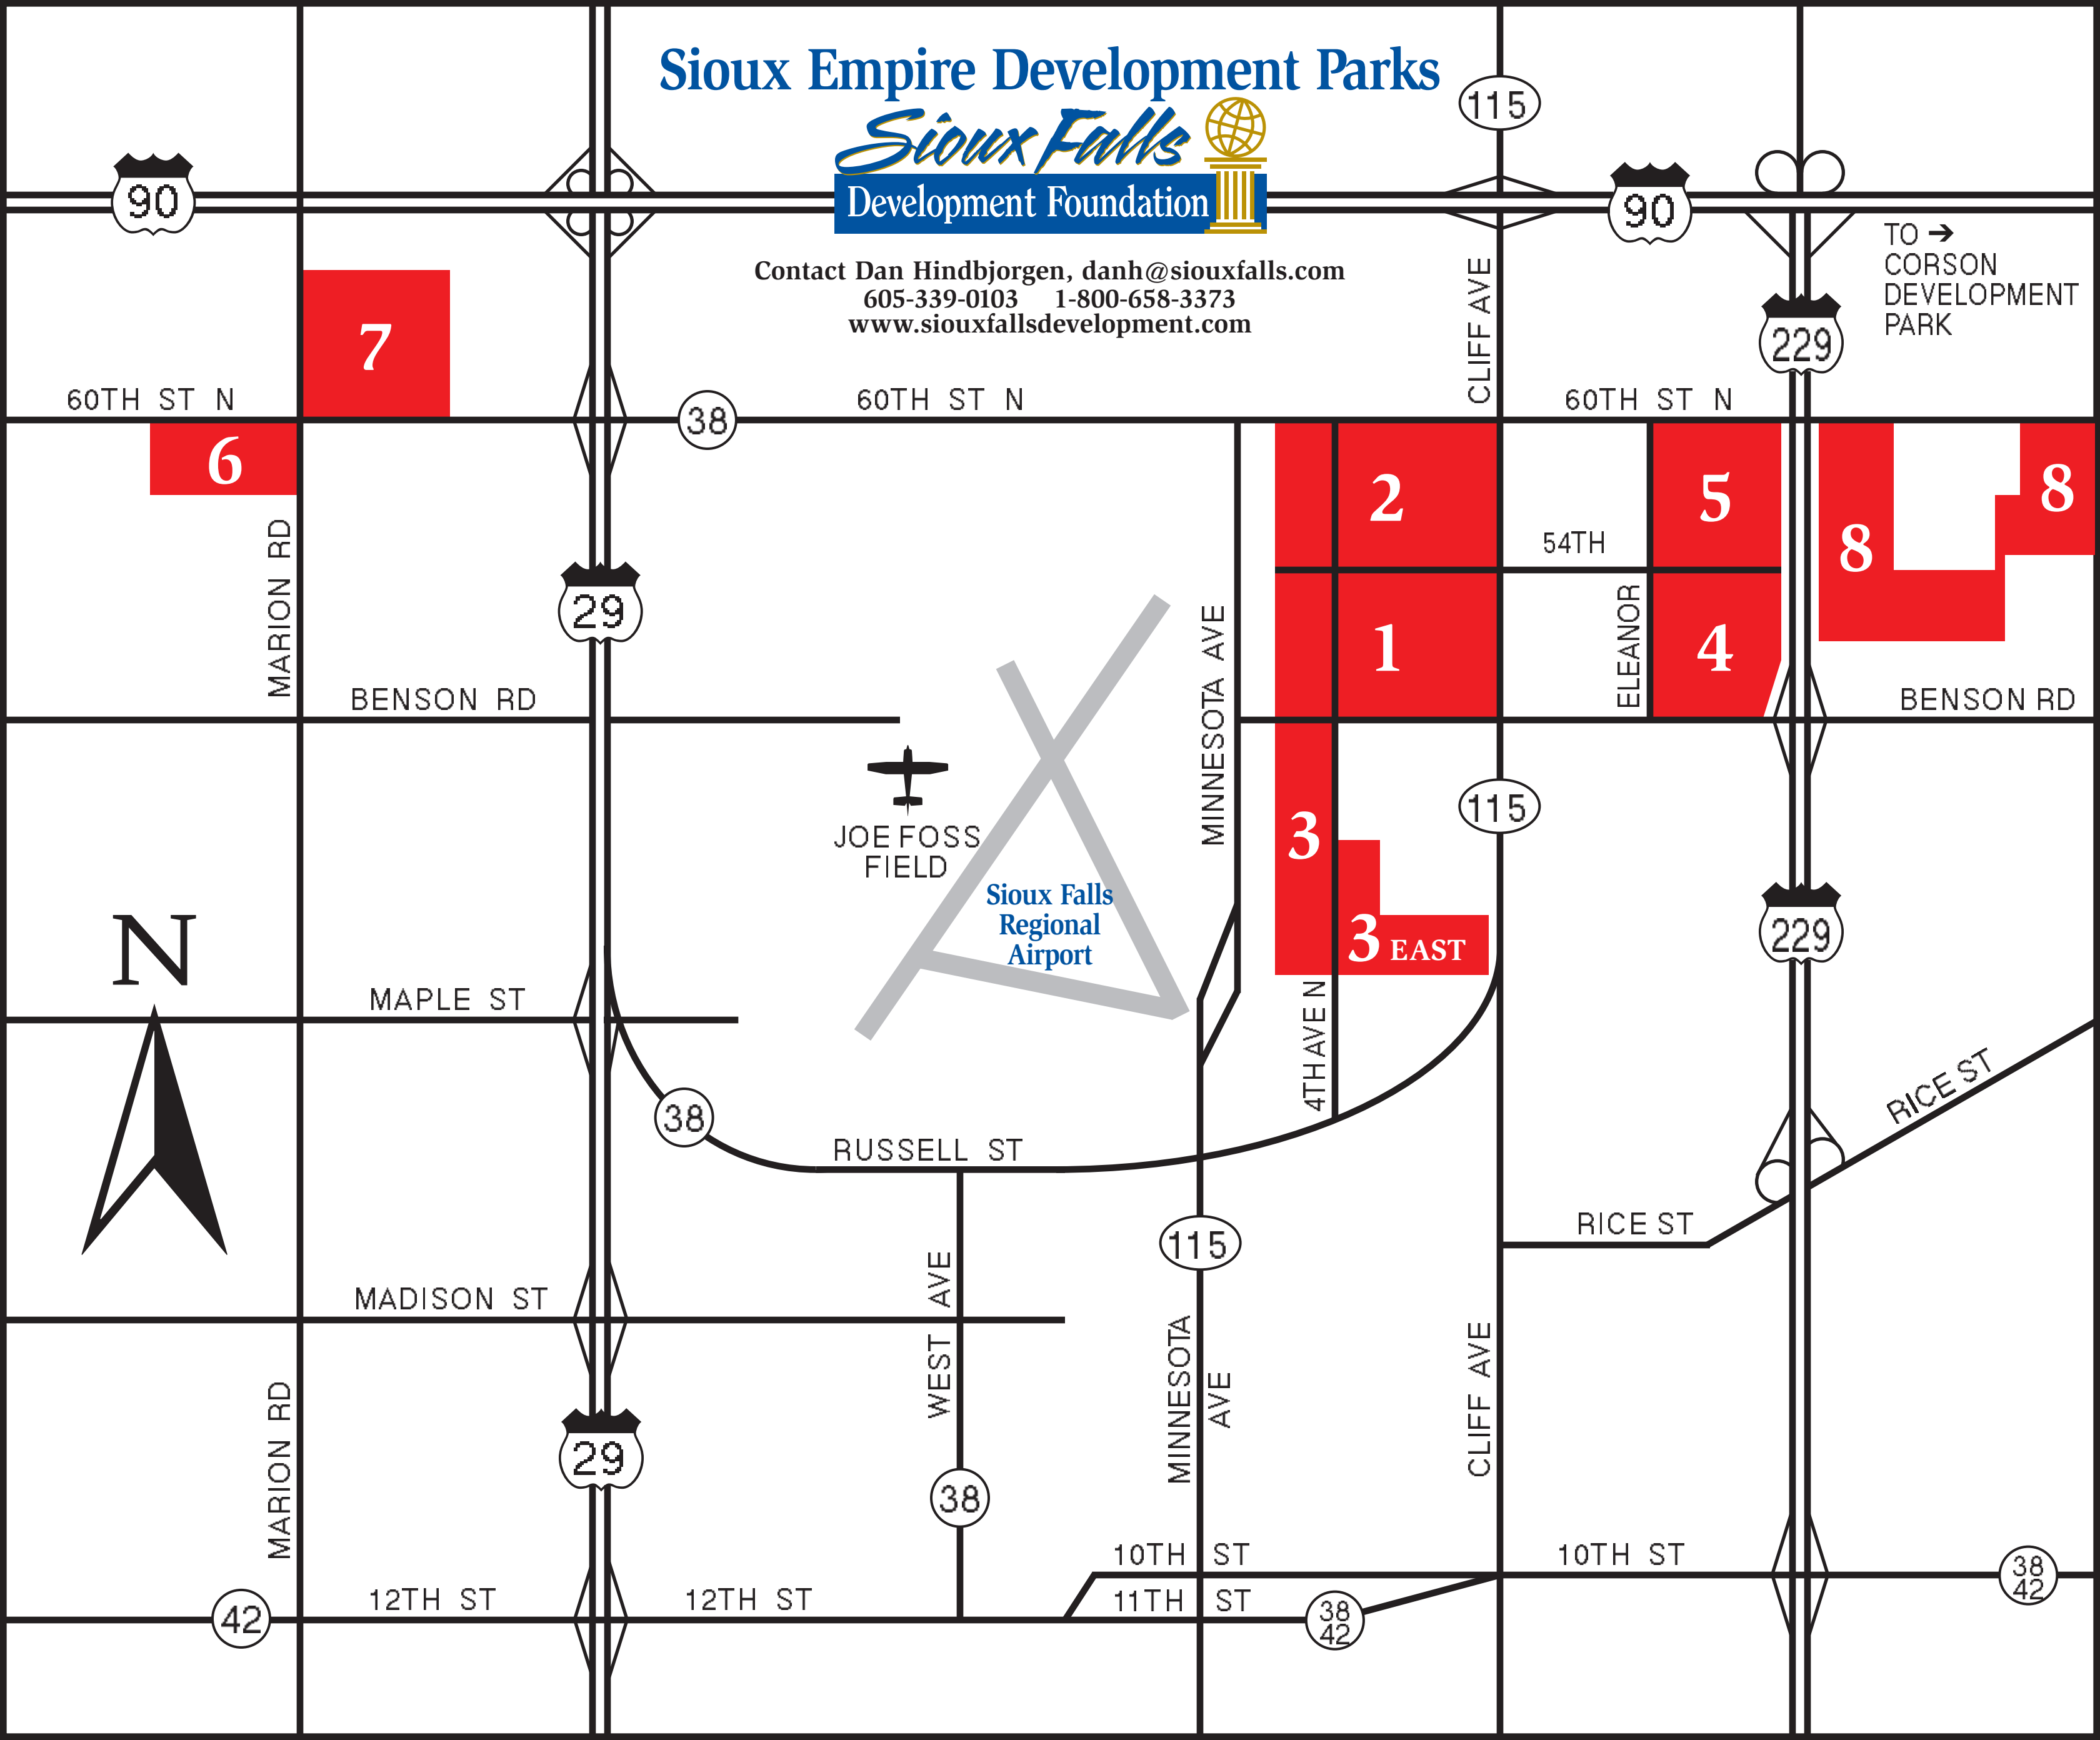 Sioux Empire Development Parks
Sioux Falls
Development Foundation
Contact Dan Hindbjorgen, danh@siouxfalls.com
605-339-0103 1-800-658-3373
www.siouxfallsdevelopment.com
115
90
90
TO ➔
CORSON
DEVELOPMENT
PARK
CLIFF AVE
229
7
60TH ST N
38
60TH ST N
60TH ST N
6
2
5
8
8
54TH
MARION RD
29
MINNESOTA AVE
1
ELEANOR
4
BENSON RD
BENSON RD
JOE FOSS
FIELD
3
115
Sioux Falls
Regional
Airport
3 EAST
229
N
MAPLE ST
4TH AVE N
38
RUSSELL ST
RICE ST
RICE ST
115
MADISON ST
WEST AVE
MINNESOTA
AVE
CLIFF AVE
MARION RD
29
38
10TH ST
10TH ST
38
42
12TH ST
12TH ST
11TH ST
42
38
42